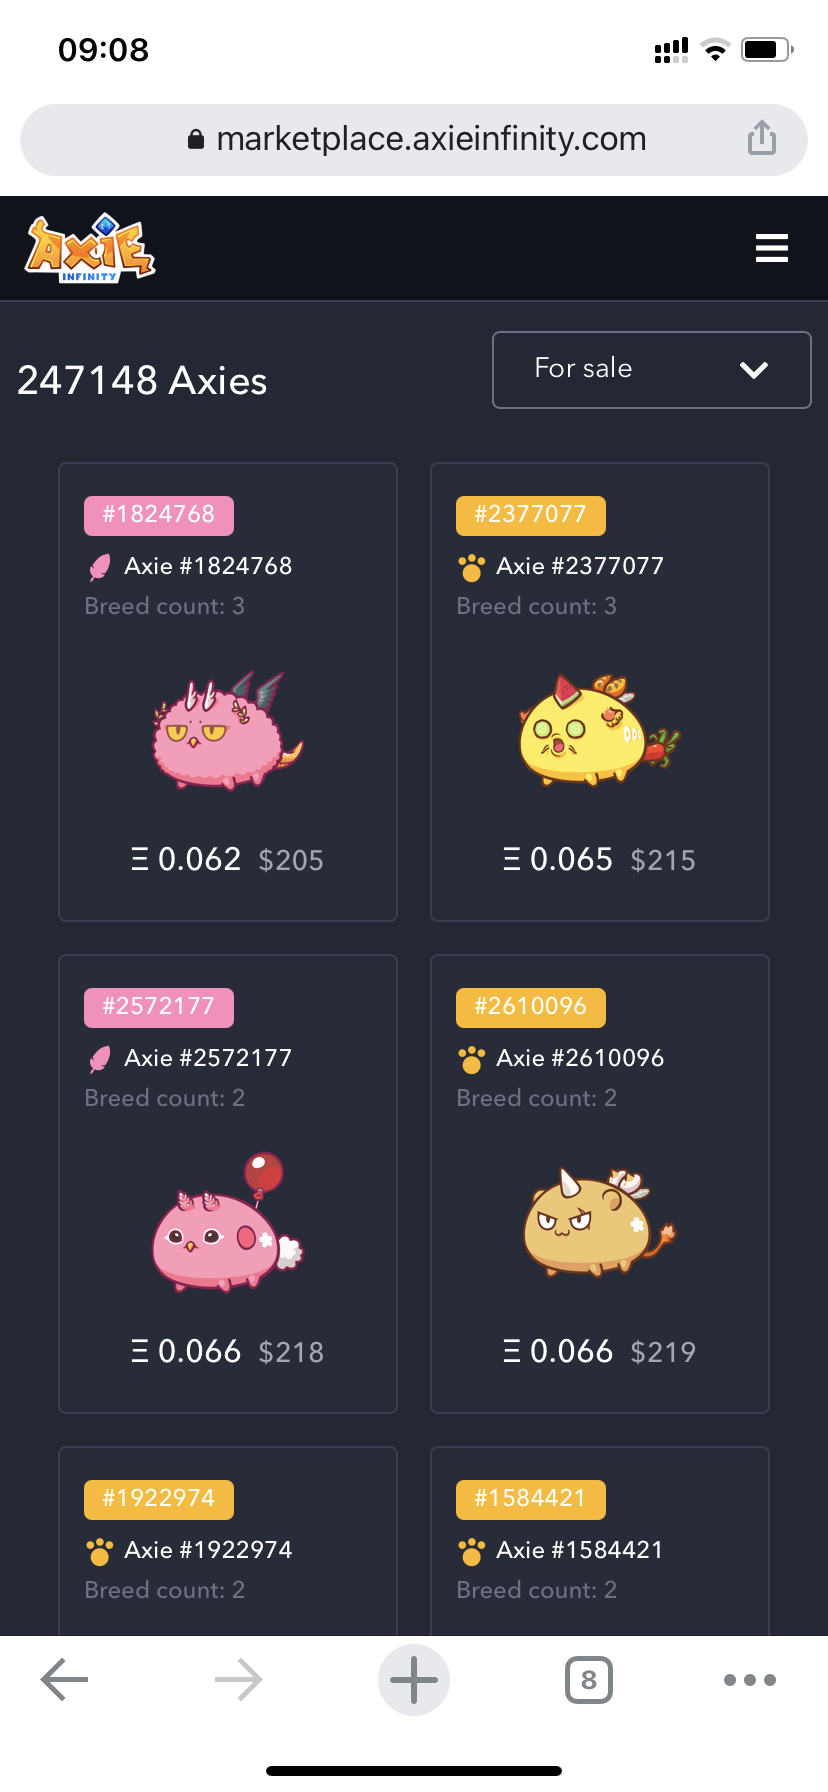 09:08
marketplace.axieinfinity.com
AXIE
INFINITY
247148 Axies
For sale
#1824768
Axie #1824768
Breed count: 3
Ξ 0.062 $205
#2377077
Axie #2377077
Breed count: 3
Ξ 0.065 $215
#2572177
Axie #2572177
Breed count: 2
Ξ 0.066 $218
#2610096
Axie #2610096
Breed count: 2
Ξ 0.066 $219
#1922974
Axie #1922974
Breed count: 2
#1584421
Axie #1584421
Breed count: 2
8